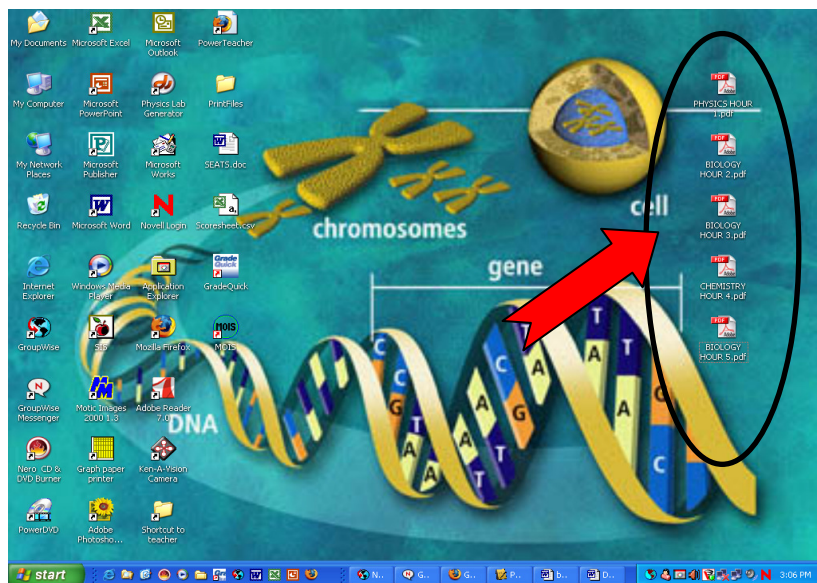 My Documents
Microsoft Excel
Microsoft
Outlook
PowerTeacher
My Computer
Microsoft
PowerPoint
Physics Lab
Generator
PrintFiles
PHYSICS HOUR
1.pdf
My Network
Places
Microsoft
Publisher
Microsoft
Works
SEATS.doc
BIOLOGY
HOUR 2.pdf
Recycle Bin
Microsoft Word
Novell Login
Scoresheet.csv
BIOLOGY
HOUR 3.pdf
chromosomes
cell
gene
Internet
Explorer
Windows Media
Player
Application
Explorer
Grade
Quick
GradeQuick
CHEMISTRY
HOUR 4.pdf
GroupWise
SIS
Mozilla Firefox
MOIS
MOIS
BIOLOGY
HOUR 5.pdf
GroupWise
Messenger
Motic Images
2000 1.3
Adobe Reader
7.0
DNA
C
C
G
T
A
A
A
T
A
C
G
T
A
T
A
T
A
C
G
C
Nero CD &
DVD Burner
Graph paper
printer
Ken-A-Vision
Camera
PowerDVD
Adobe
Photosho...
Shortcut to
teacher
start
N..
G..
G..
P..
b..
D..
3:06 PM